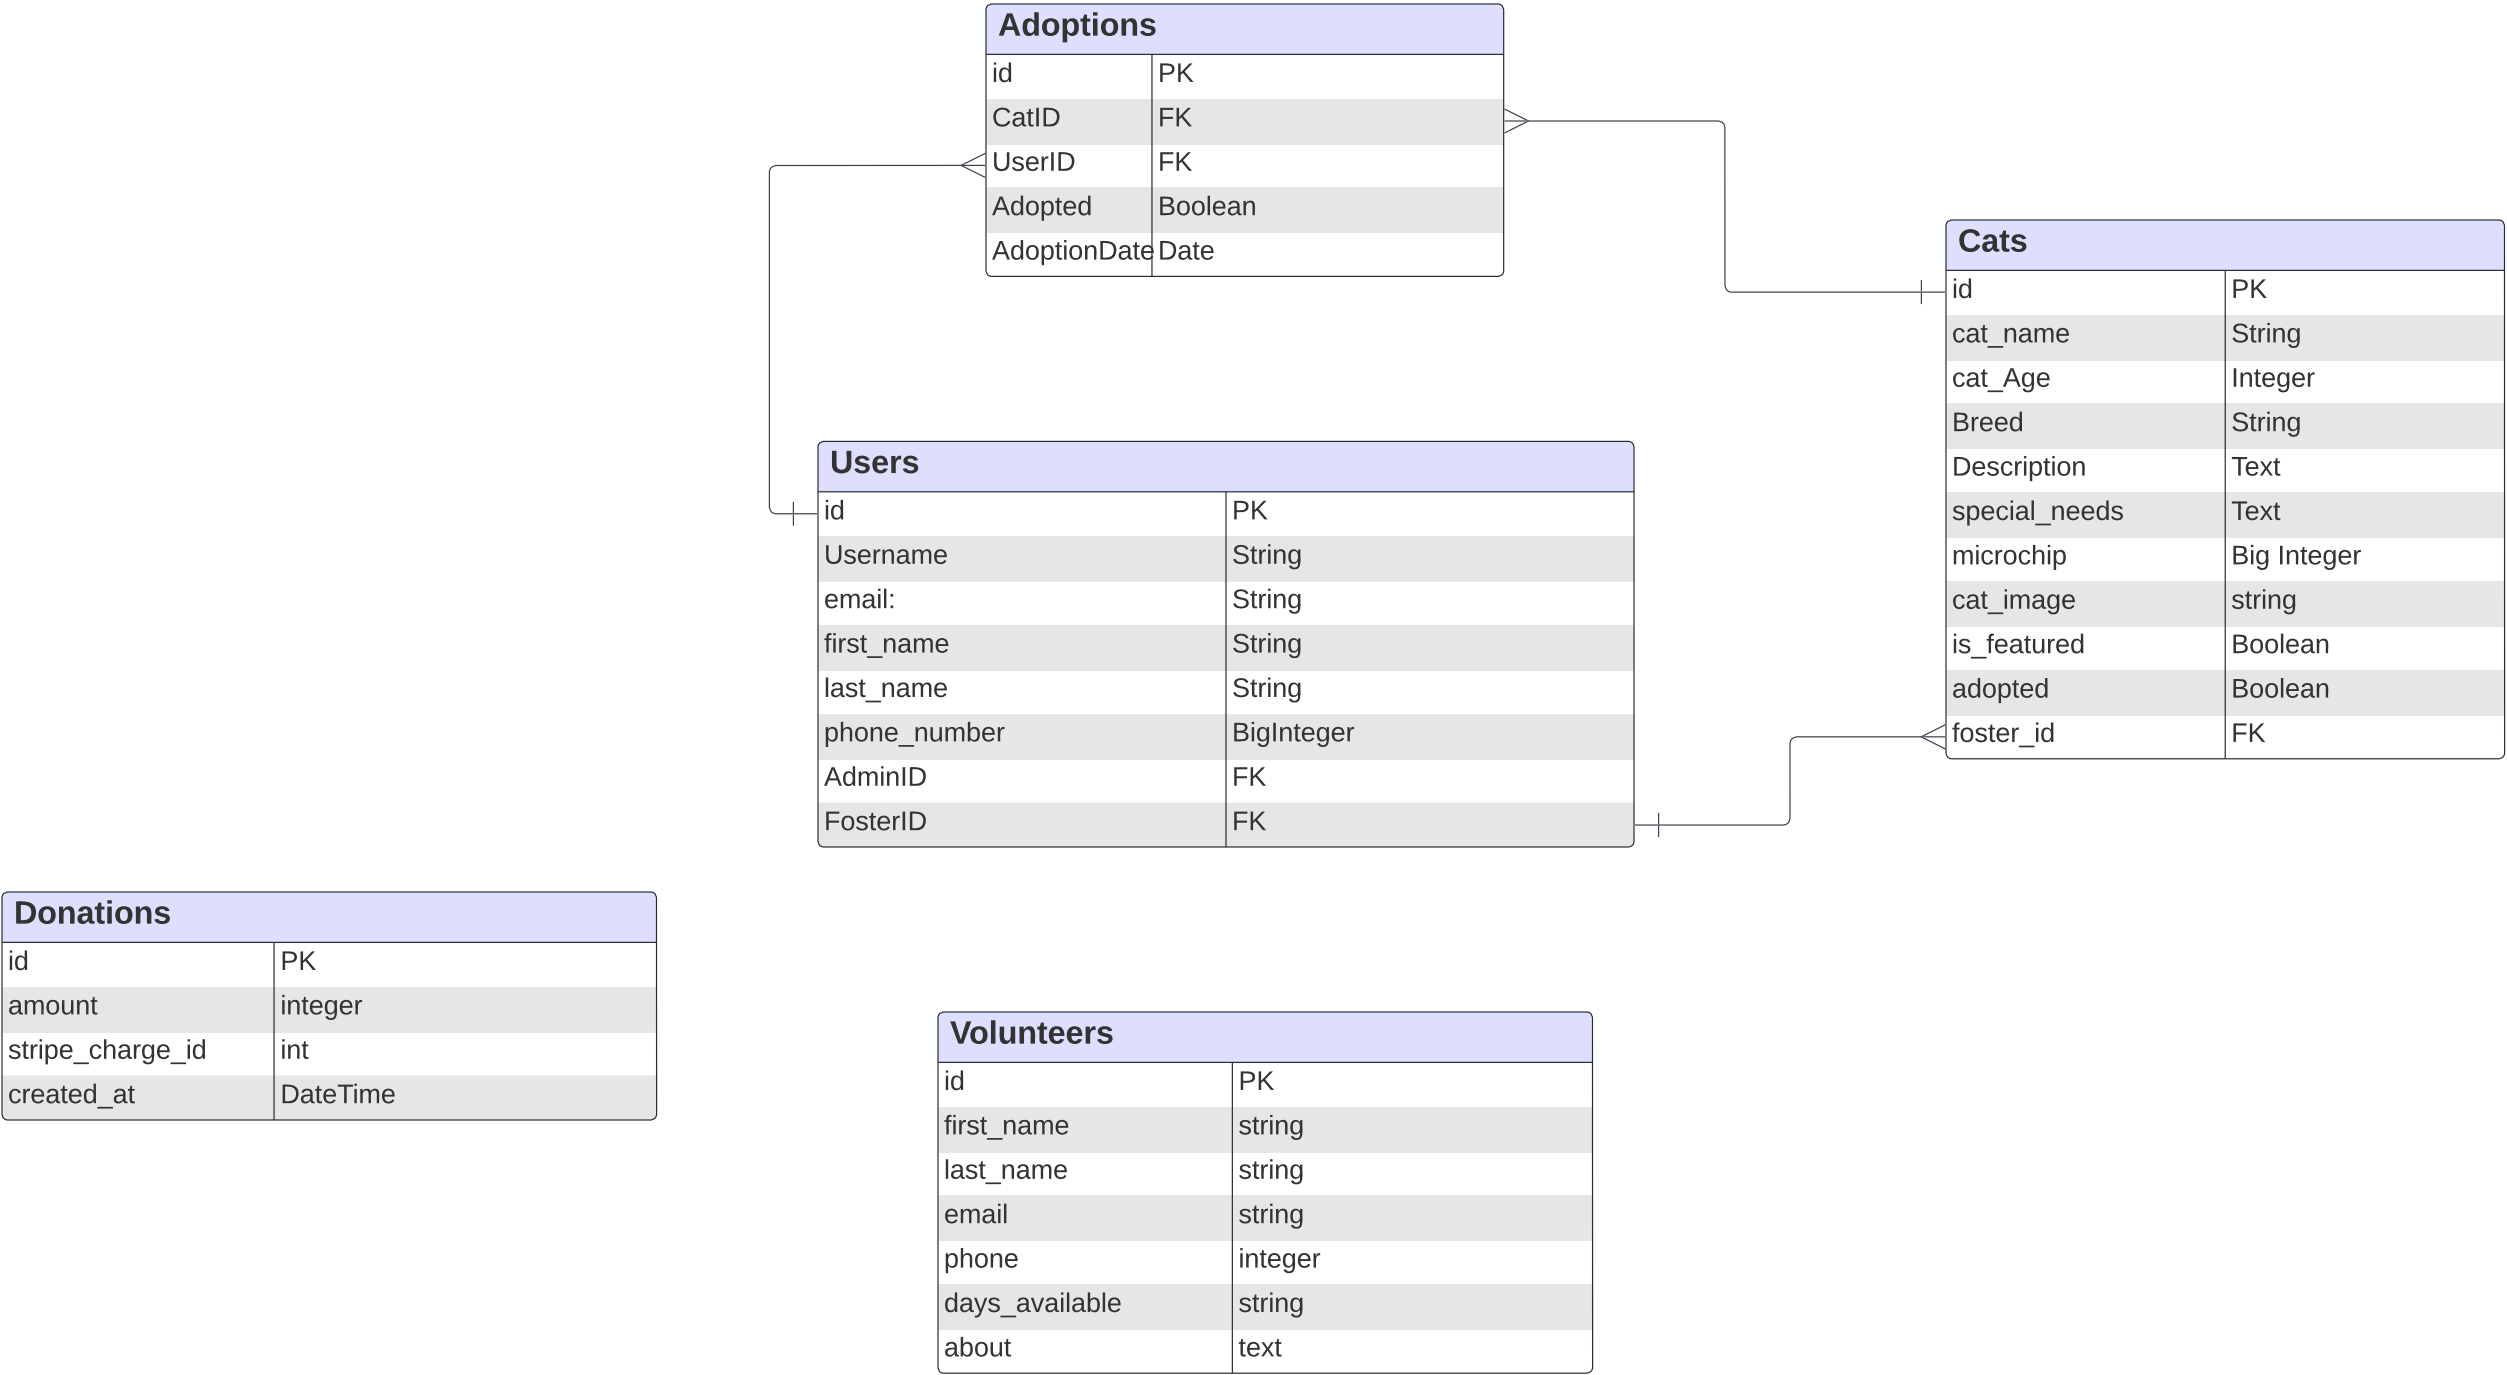 Adoptions
id PK
CatID FK
UserID FK
Adopted Boolean
AdoptionDate Date
Cats
id PK
cat_name String
cat_Age Integer
Breed String
Description Text
special_needs Text
microchip Big Integer
cat_image string
is_featured Boolean
adopted Boolean
foster_id FK
Users
id PK
Username String
email: String
first_name String
last_name String
phone_number BigInteger
AdminID FK
FosterID FK
Donations
id PK
amount integer
stripe_charge_id int
created_at DateTime
Volunteers
id PK
first_name string
last_name string
email string
phone integer
days_available string
about text